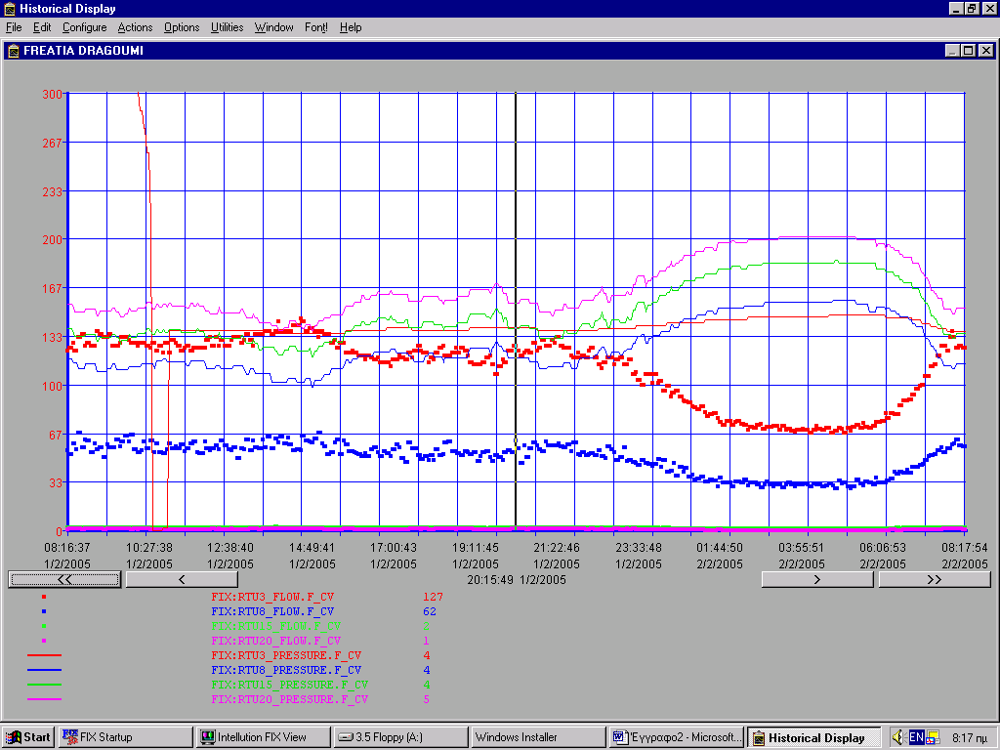 Historical Display
File Edit Configure Actions Options Utilities Window Font! Help
FREATIA DRAGOUMI
300
267
233
200
167
133
100
67
33
0
08:16:37 10:27:38 12:38:40 14:49:41 17:00:43 19:11:45 21:22:46 23:33:48 01:44:50 03:55:51 06:06:53 08:17:54
1/2/2005 1/2/2005 1/2/2005 1/2/2005 1/2/2005 1/2/2005 1/2/2005 1/2/2005 2/2/2005 2/2/2005 2/2/2005 2/2/2005
<< < 20:15:49 1/2/2005 > >>
FIX:RTU3_FLOW.F_CV 127
FIX:RTU8_FLOW.F_CV 62
FIX:RTU15_FLOW.F_CV 2
FIX:RTU20_FLOW.F_CV 1
FIX:RTU3_PRESSURE.F_CV 4
FIX:RTU8_PRESSURE.F_CV 4
FIX:RTU15_PRESSURE.F_CV 4
FIX:RTU20_PRESSURE.F_CV 5
Start FIX Startup Intellution FIX View 3.5 Floppy (A:) Windows Installer Έγγραφο2 - Microsoft... Historical Display EN 8:17 πμ